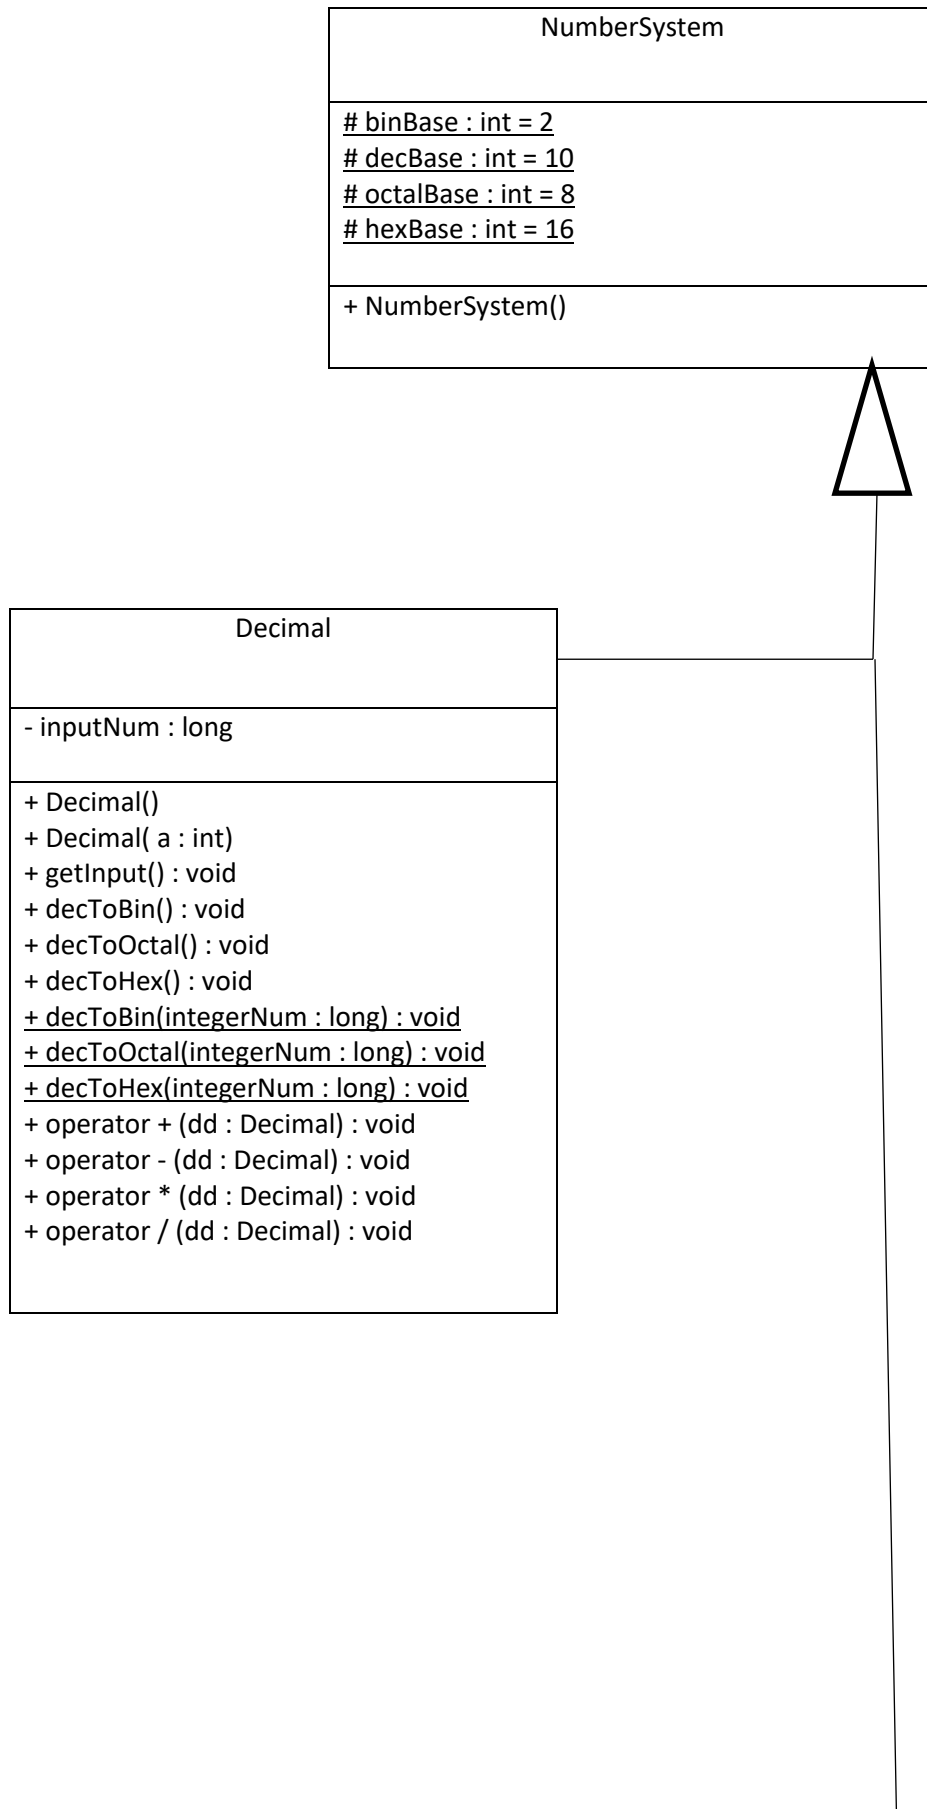 NumberSystem
# binBase : int = 2
# decBase : int = 10
# octalBase : int = 8
# hexBase : int = 16
+ NumberSystem()
Decimal
- inputNum : long
+ Decimal()
+ Decimal( a : int)
+ getInput() : void
+ decToBin() : void
+ decToOctal() : void
+ decToHex() : void
+ decToBin(integerNum : long) : void
+ decToOctal(integerNum : long) : void
+ decToHex(integerNum : long) : void
+ operator + (dd : Decimal) : void
+ operator - (dd : Decimal) : void
+ operator * (dd : Decimal) : void
+ operator / (dd : Decimal) : void